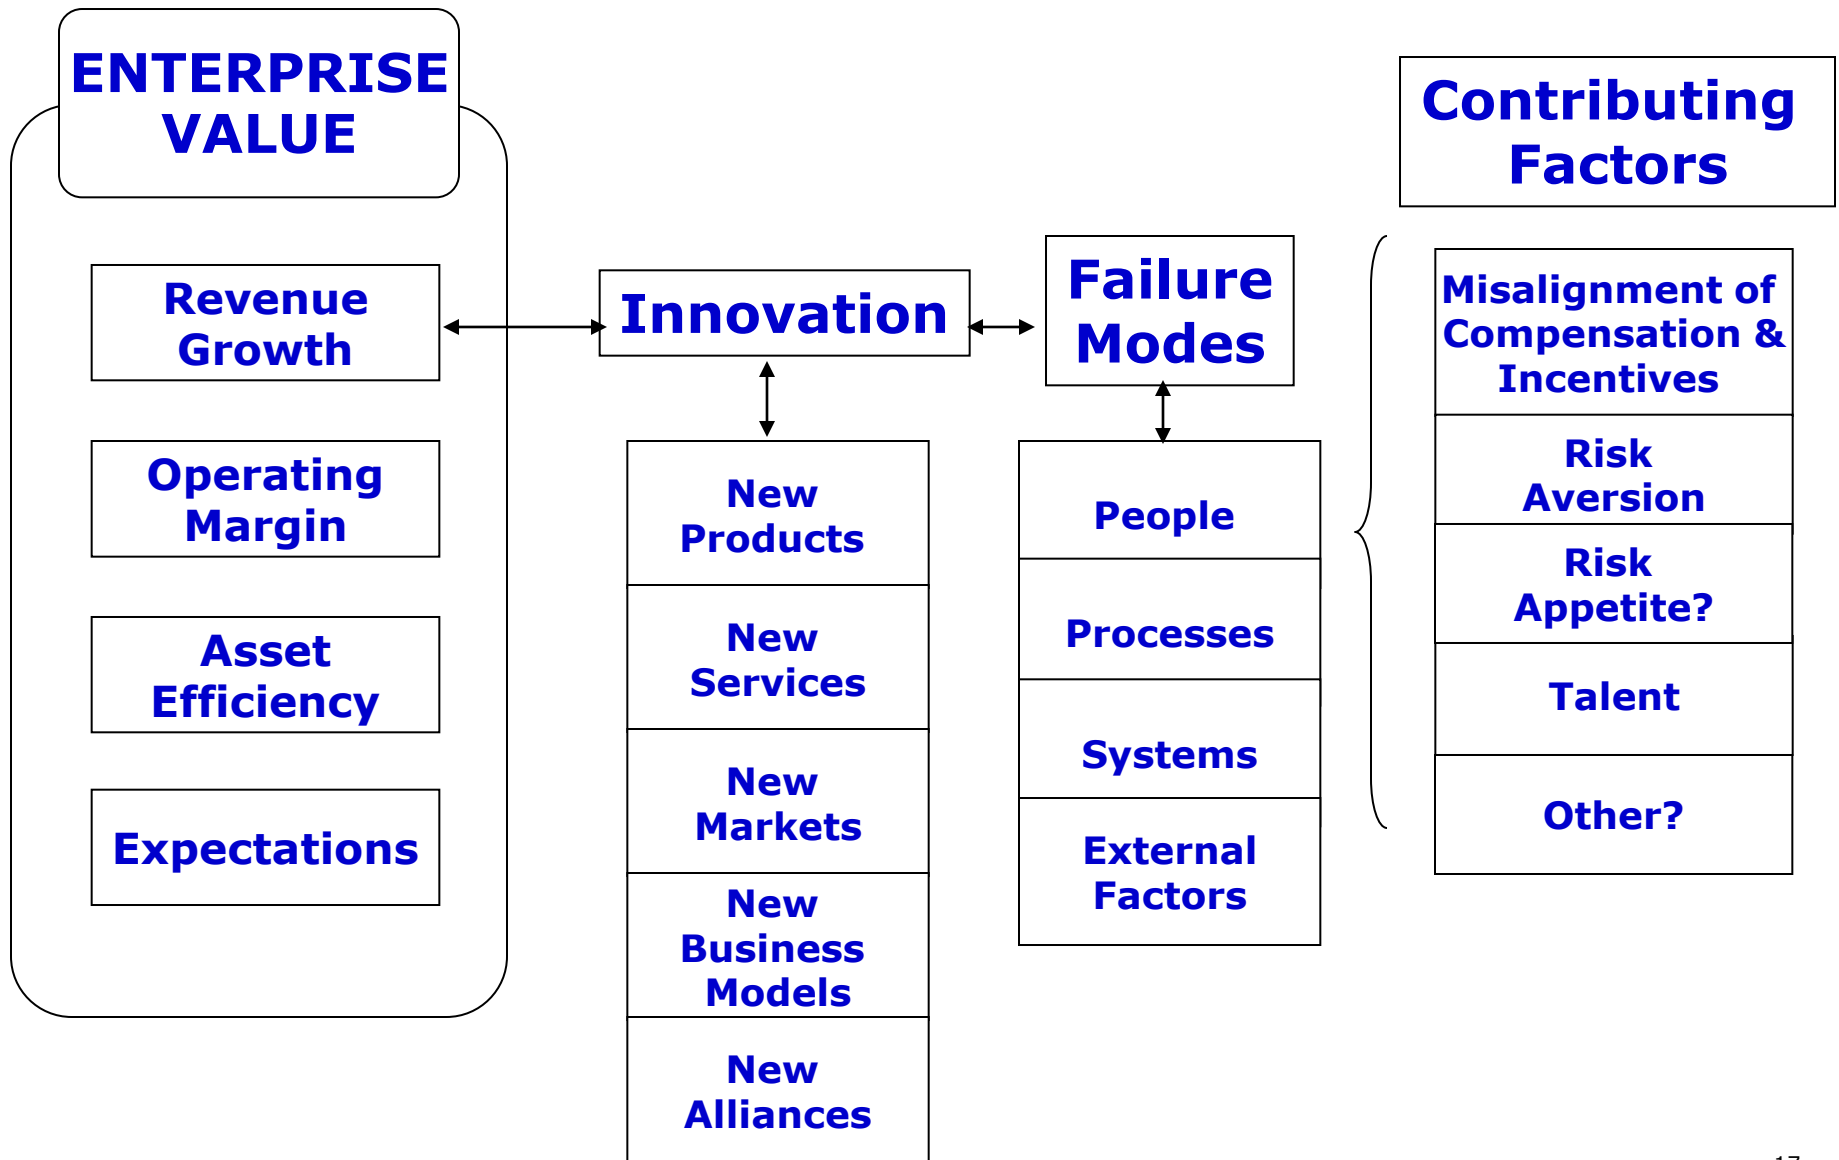 ENTERPRISE
VALUE
Revenue
Growth
Operating
Margin
Asset
Efficiency
Expectations
Innovation
New
Products
New
Services
New
Markets
New
Business
Models
New
Alliances
Failure
Modes
People
Processes
Systems
External
Factors
Contributing
Factors
Misalignment of
Compensation &
Incentives
Risk
Aversion
Risk
Appetite?
Talent
Other?
17